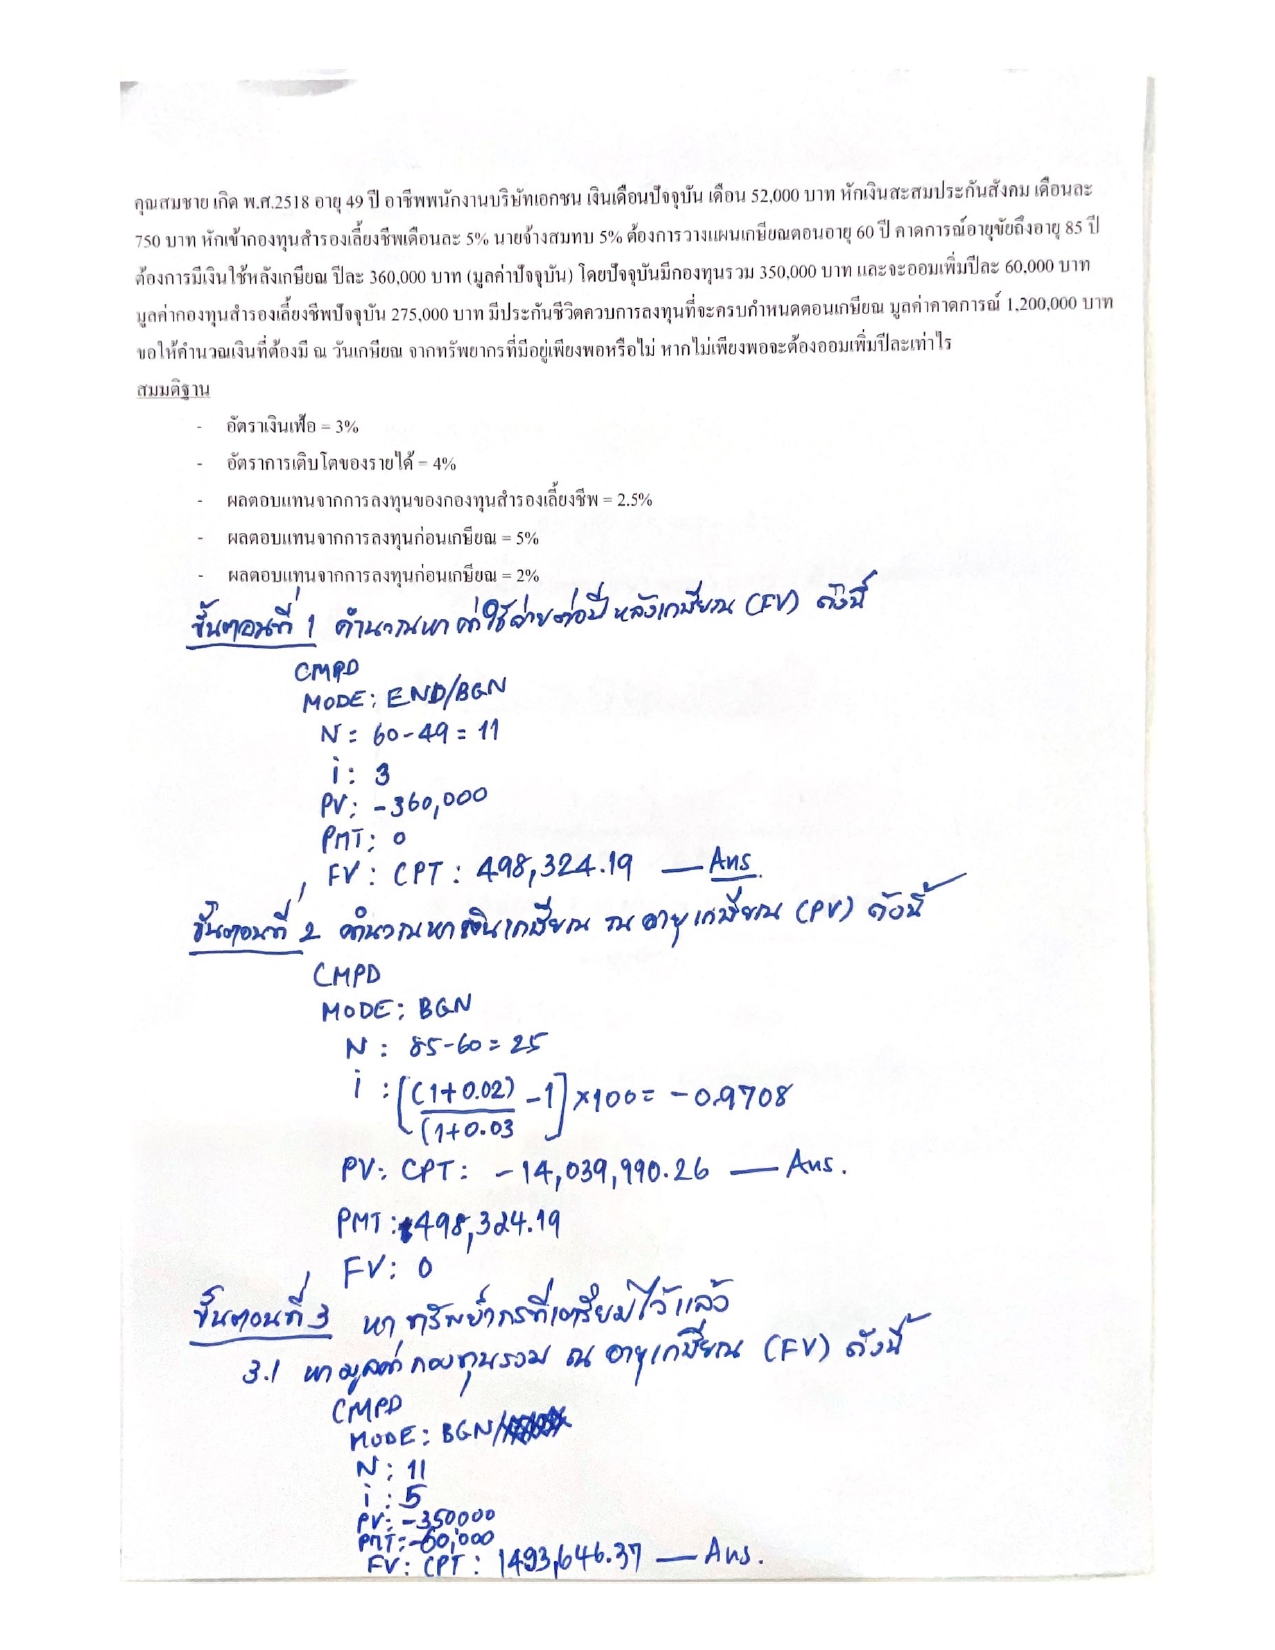 คุณสมชาย เกิด พ.ศ.2518 อายุ 49 ปี อาชีพพนักงานบริษัทเอกชน เงินเดือนปัจจุบัน เดือน 52,000 บาท หักเงินสะสมประกันสังคม เดือนละ
750 บาท หักเข้ากองทุนสำรองเลี้ยงชีพเดือนละ 5% นายจ้างสมทบ 5% ต้องการวางแผนเกษียณตอนอายุ 60 ปี คาดการณ์อายุขัยถึงอายุ 85 ปี
ต้องการมีเงินใช้หลังเกษียณ ปีละ 360,000 บาท (มูลค่าปัจจุบัน) โดยปัจจุบันมีกองทุนรวม 350,000 บาท และจะออมเพิ่มปีละ 60,000 บาท
มูลค่ากองทุนสำรองเลี้ยงชีพปัจจุบัน 275,000 บาท มีประกันชีวิตควบการลงทุนที่จะครบกำหนดตอนเกษียณ มูลค่าคาดการณ์ 1,200,000 บาท
ขอให้คำนวณเงินที่ต้องมี ณ วันเกษียณ จากทรัพยากรที่มีอยู่เพียงพอหรือไม่ หากไม่เพียงพอจะต้องออมเพิ่มปีละเท่าไร
สมมติฐาน
- อัตราเงินเฟ้อ = 3%
- อัตราการเติบโตของรายได้ = 4%
- ผลตอบแทนจากการลงทุนของกองทุนสำรองเลี้ยงชีพ = 2.5%
- ผลตอบแทนจากการลงทุนก่อนเกษียณ = 5%
- ผลตอบแทนจากการลงทุนก่อนเกษียณ = 2%
ขั้นตอนที่ 1 คำนวณหาค่าใช้จ่ายต่อปีหลังเกษียณ (FV) ดังนี้
CMPD
MODE: END/BGN
N = 60-49 = 11
i: 3
PV: -360,000
PMT: 0
FV: CPT: 498,324.19 — Ans.
ขั้นตอนที่ 2 คำนวณหาเงินเกษียณ ณ อายุเกษียณ (PV) ดังนี้
CMPD
MODE: BGN
N: 85-60 = 25
i: [(1+0.02)/(1+0.03 -1]×100 = -0.9708
PV: CPT: -14,039,990.26 — Ans.
PMT: 498,324.19
FV: 0
ขั้นตอนที่ 3 หาทรัพย์ากรที่เตรียมไว้แล้ว
3.1 หามูลค่ากองทุนรวม ณ อายุเกษียณ (FV) ดังนี้
CMPD
MODE: BGN/
N: 11
i: 5
PV: -350000
PMT: -60,000
FV: CPT: 1493,646.37 — Ans.